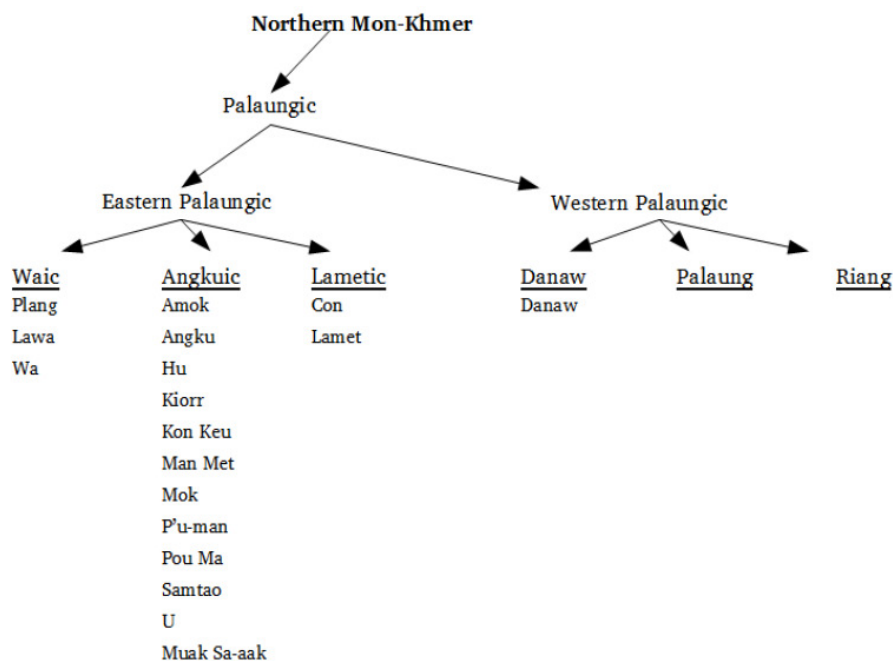 Northern Mon-Khmer
Palaungic
Eastern Palaungic
Western Palaungic
Waic
Plang
Lawa
Wa
Angkuic
Amok
Angku
Hu
Kiorr
Kon Keu
Man Met
Mok
P'u-man
Pou Ma
Samtao
U
Muak Sa-aak
Lametic
Con
Lamet
Danaw
Danaw
Palaung
Riang